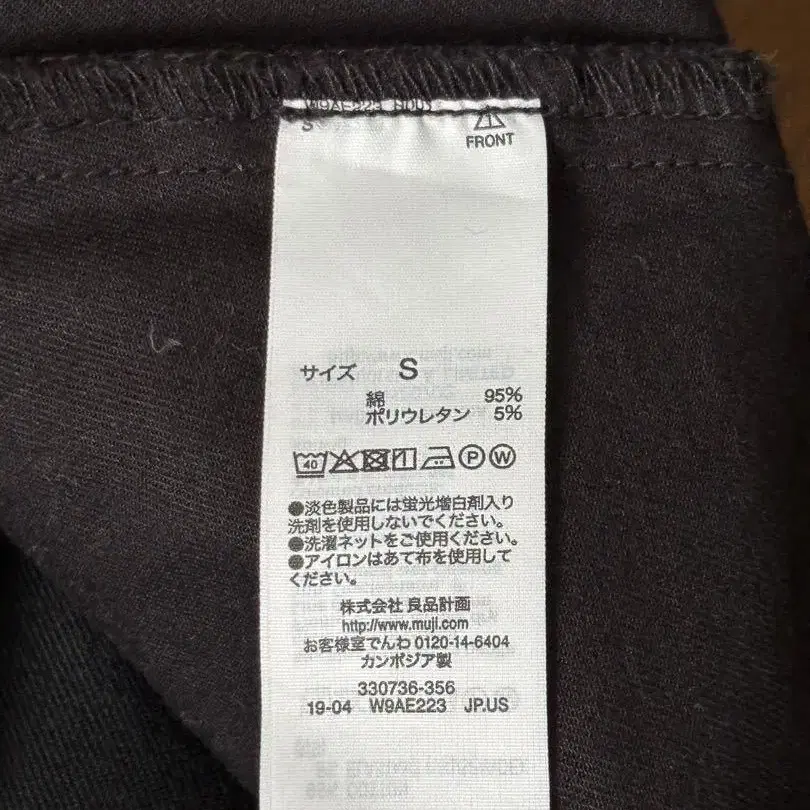 W9AE223
S
FRONT
サイズ S
綿 95%
ポリウレタン 5%
40 P W
●淡色製品には蛍光増白剤入り
洗剤を使用しないでください。
●洗濯ネットをご使用ください。
●アイロンはあて布を使用して
ください。
株式会社 良品計画
http://www.muji.com
お客様室でんわ 0120-14-6404
カンボジア製
330736-356
19-04 W9AE223 JP.US